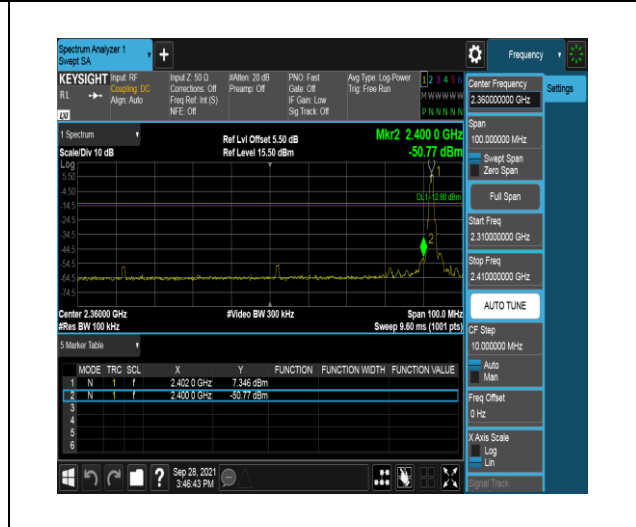 Spectrum Analyzer 1
Swept SA
Frequency
KEYSIGHT
RL
LXI
Input: RF
Coupling: DC
Align: Auto
Input Z: 50 Ω
Corrections: Off
Freq Ref: Int (S)
NFE: Off
#Atten: 20 dB
Preamp: Off
PNO: Fast
Gate: Off
IF Gain: Low
Sig Track: Off
Avg Type: Log-Power
Trig: Free Run
1 2 3 4 5 6
M W W W W W
P N N N N N
1 Spectrum
Scale/Div 10 dB
Log
Ref Lvl Offset 5.50 dB
Ref Level 15.50 dBm
Mkr2 2.400 0 GHz
-50.77 dBm
5.50
-4.50
-14.5
-24.5
-34.5
-44.5
-54.5
-64.5
-74.5
DL1 -12.80 dBm
1
2
Center 2.36000 GHz
#Res BW 100 kHz
#Video BW 300 kHz
Span 100.0 MHz
Sweep 9.60 ms (1001 pts)
5 Marker Table
MODE TRC SCL X Y FUNCTION FUNCTION WIDTH FUNCTION VALUE
1 N 1 f 2.402 0 GHz 7.346 dBm
2 N 1 f 2.400 0 GHz -50.77 dBm
3
4
5
6
Sep 28, 2021
3:46:43 PM
Center Frequency
2.360000000 GHz
Settings
Span
100.000000 MHz
Swept Span
Zero Span
Full Span
Start Freq
2.310000000 GHz
Stop Freq
2.410000000 GHz
AUTO TUNE
CF Step
10.000000 MHz
Auto
Man
Freq Offset
0 Hz
X Axis Scale
Log
Lin
Signal Track